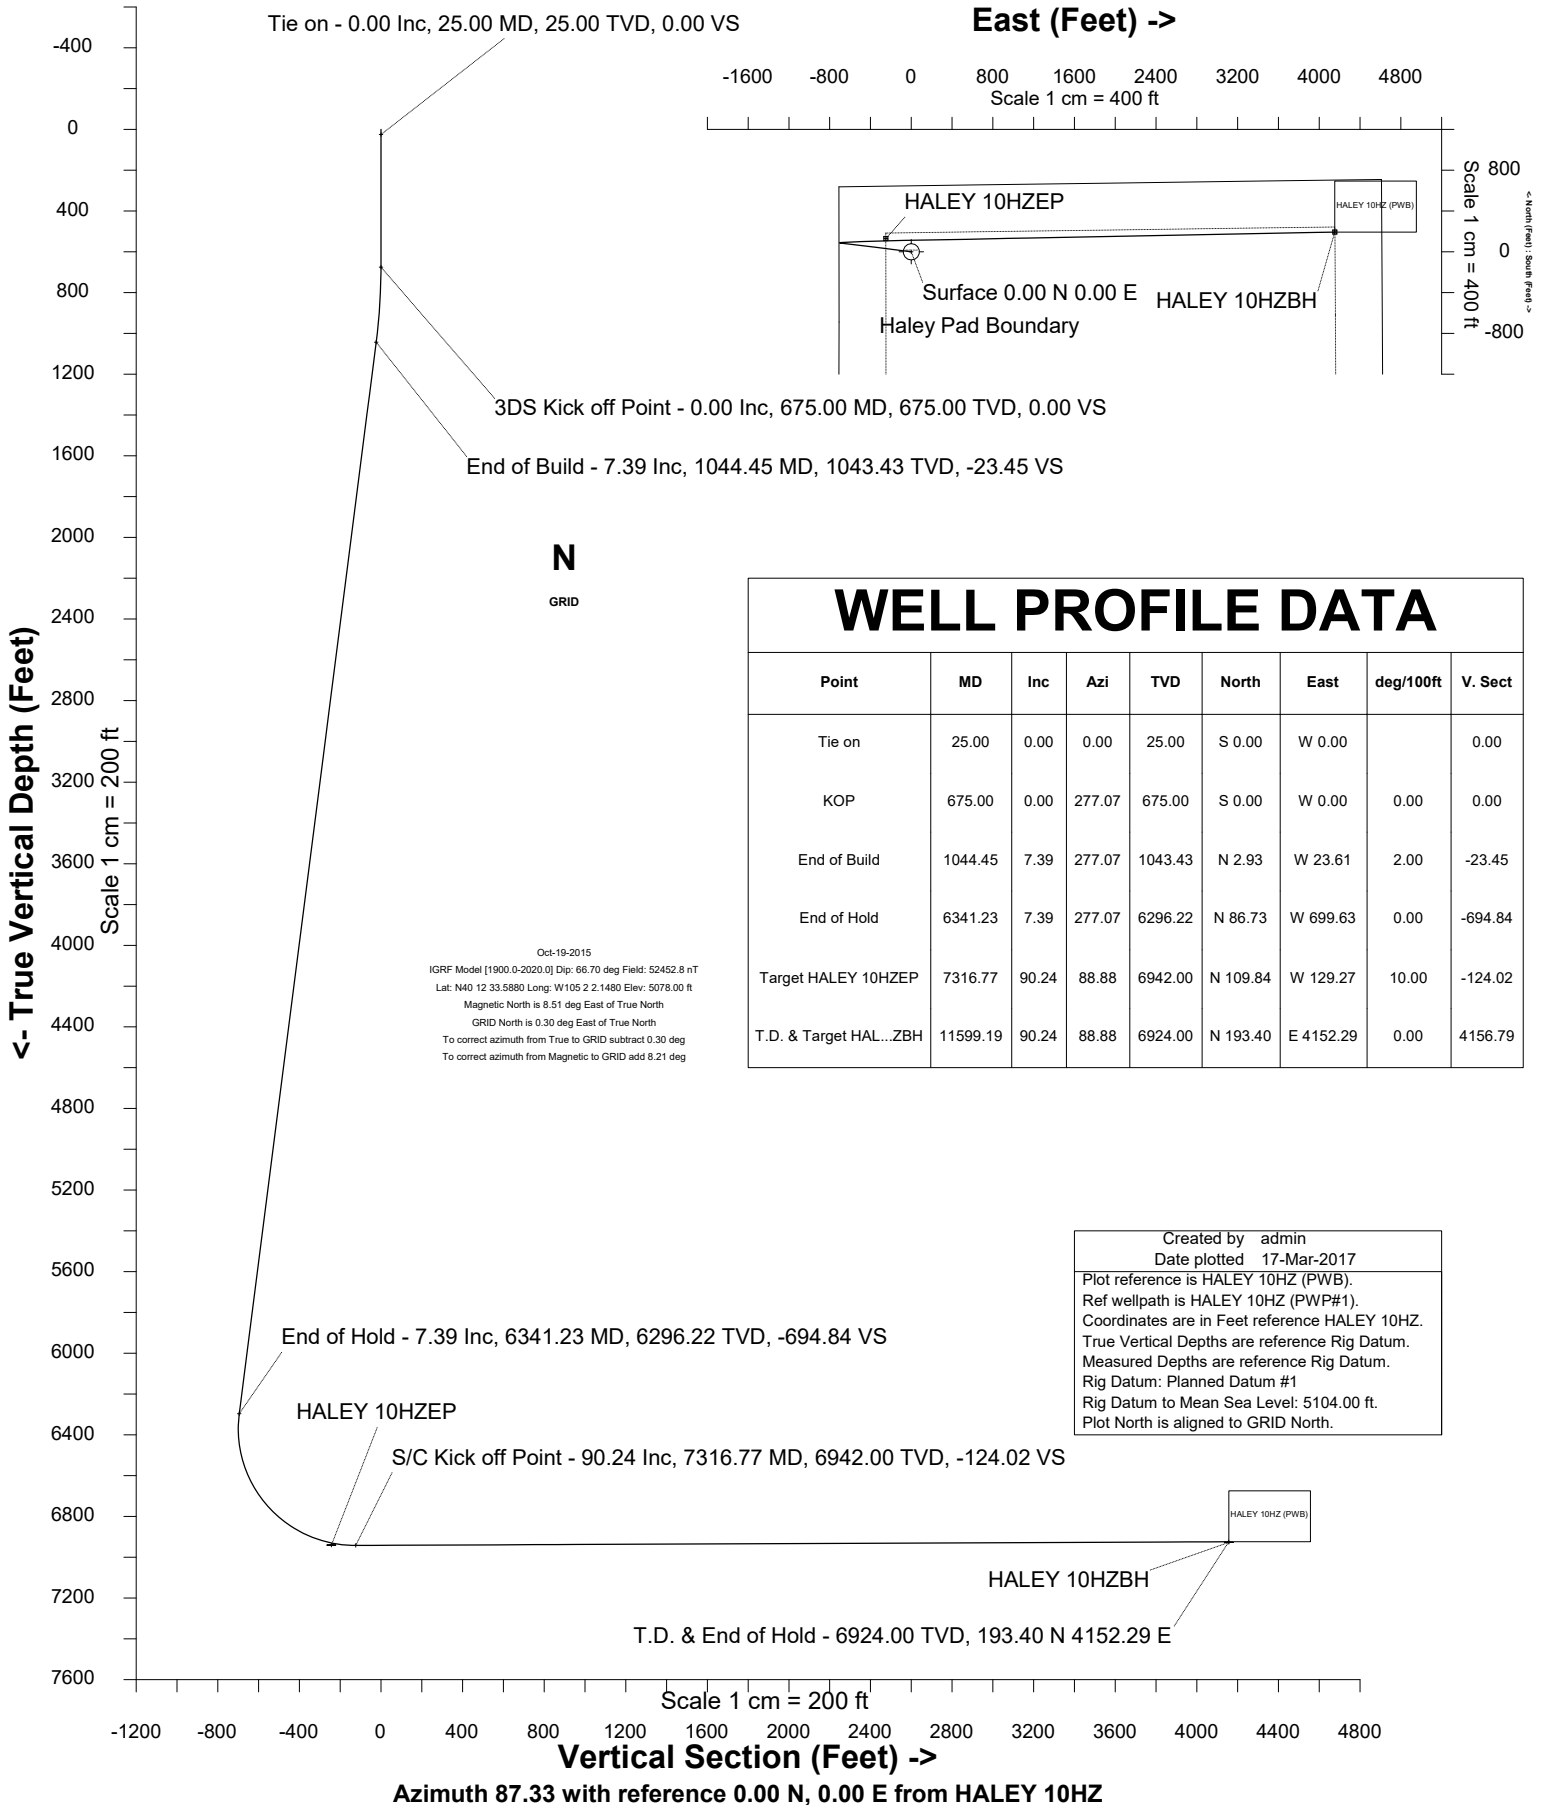 Tie on - 0.00 Inc, 25.00 MD, 25.00 TVD, 0.00 VS
East (Feet) ->
-1600 -800 0 800 1600 2400 3200 4000 4800
Scale 1 cm = 400 ft
800
0
-800
Scale 1 cm = 400 ft
<- North (Feet) : South (Feet) ->
HALEY 10HZEP
HALEY 10HZ (PWB)
Surface 0.00 N 0.00 E
HALEY 10HZBH
Haley Pad Boundary
-400
0
400
800
1200
1600
2000
2400
2800
3200
3600
4000
4400
4800
5200
5600
6000
6400
6800
7200
7600
<- True Vertical Depth (Feet)
Scale 1 cm = 200 ft
3DS Kick off Point - 0.00 Inc, 675.00 MD, 675.00 TVD, 0.00 VS
End of Build - 7.39 Inc, 1044.45 MD, 1043.43 TVD, -23.45 VS
N
GRID
WELL PROFILE DATA
Point MD Inc Azi TVD North East deg/100ft V. Sect
Tie on 25.00 0.00 0.00 25.00 S 0.00 W 0.00 0.00
KOP 675.00 0.00 277.07 675.00 S 0.00 W 0.00 0.00 0.00
End of Build 1044.45 7.39 277.07 1043.43 N 2.93 W 23.61 2.00 -23.45
End of Hold 6341.23 7.39 277.07 6296.22 N 86.73 W 699.63 0.00 -694.84
Target HALEY 10HZEP 7316.77 90.24 88.88 6942.00 N 109.84 W 129.27 10.00 -124.02
T.D. & Target HAL...ZBH 11599.19 90.24 88.88 6924.00 N 193.40 E 4152.29 0.00 4156.79
Oct-19-2015
IGRF Model [1900.0-2020.0] Dip: 66.70 deg Field: 52452.8 nT
Lat: N40 12 33.5880 Long: W105 2 2.1480 Elev: 5078.00 ft
Magnetic North is 8.51 deg East of True North
GRID North is 0.30 deg East of True North
To correct azimuth from True to GRID subtract 0.30 deg
To correct azimuth from Magnetic to GRID add 8.21 deg
Created by admin
Date plotted 17-Mar-2017
Plot reference is HALEY 10HZ (PWB).
Ref wellpath is HALEY 10HZ (PWP#1).
Coordinates are in Feet reference HALEY 10HZ.
True Vertical Depths are reference Rig Datum.
Measured Depths are reference Rig Datum.
Rig Datum: Planned Datum #1
Rig Datum to Mean Sea Level: 5104.00 ft.
Plot North is aligned to GRID North.
End of Hold - 7.39 Inc, 6341.23 MD, 6296.22 TVD, -694.84 VS
HALEY 10HZEP
S/C Kick off Point - 90.24 Inc, 7316.77 MD, 6942.00 TVD, -124.02 VS
HALEY 10HZ (PWB)
HALEY 10HZBH
T.D. & End of Hold - 6924.00 TVD, 193.40 N 4152.29 E
Scale 1 cm = 200 ft
-1200 -800 -400 0 400 800 1200 1600 2000 2400 2800 3200 3600 4000 4400 4800
Vertical Section (Feet) ->
Azimuth 87.33 with reference 0.00 N, 0.00 E from HALEY 10HZ